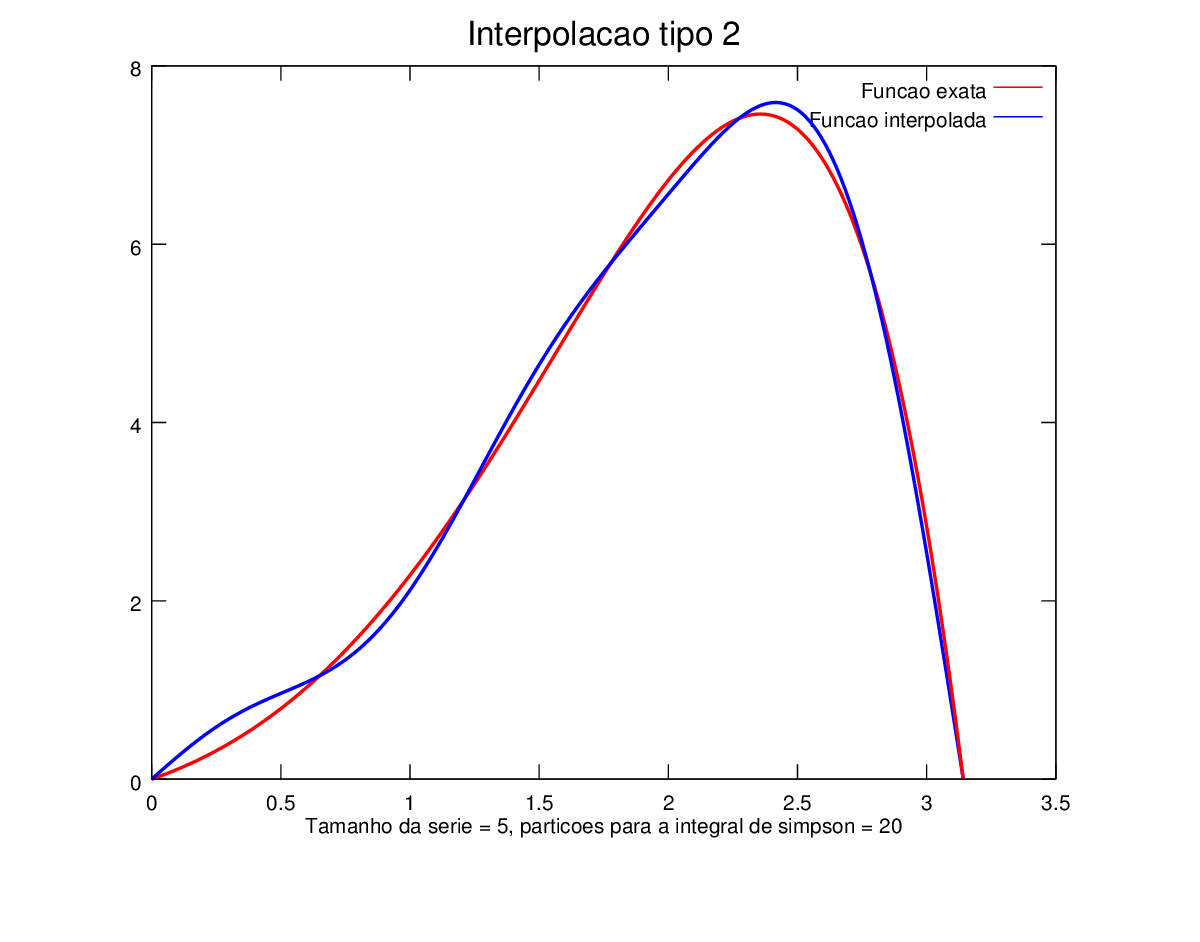 Interpolacao tipo 2
8
Funcao exata
Funcao interpolada
6
4
2
0
0 0.5 1 1.5 2 2.5 3 3.5
Tamanho da serie = 5, particoes para a integral de simpson = 20